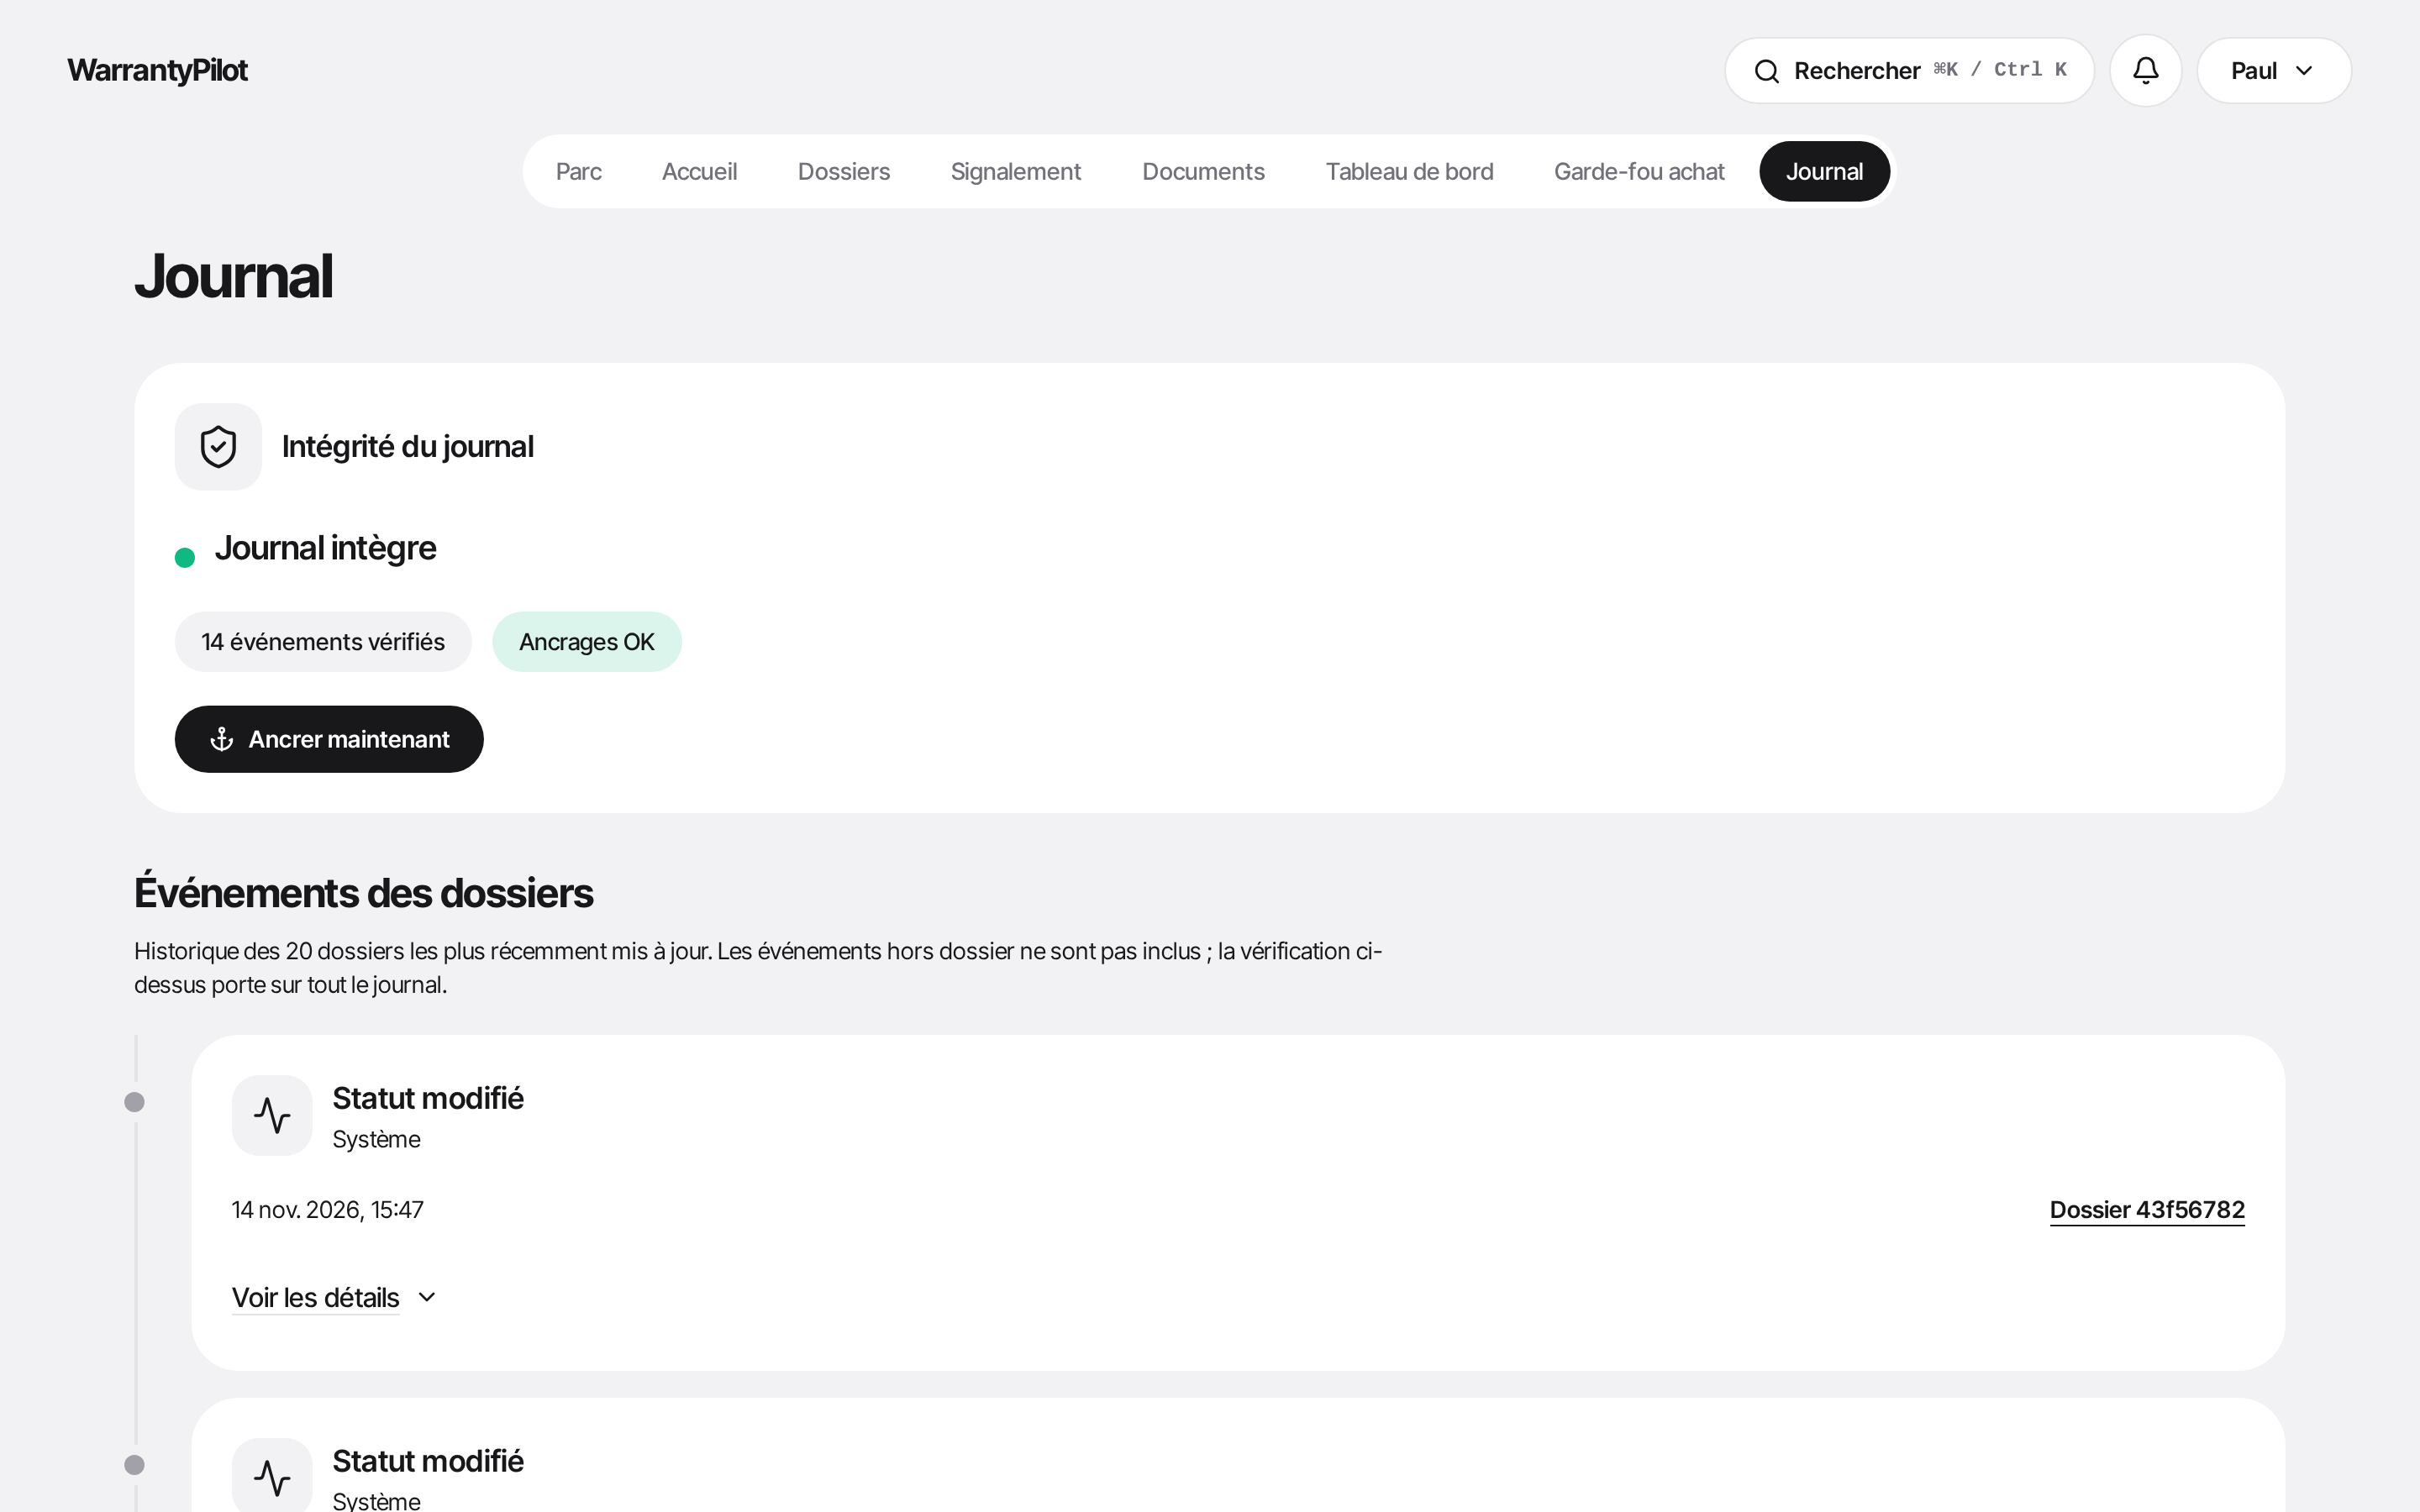 WarrantyPilot
Rechercher ⌘K / Ctrl K
Paul
Parc Accueil Dossiers Signalement Documents Tableau de bord Garde-fou achat Journal
Journal
Intégrité du journal
Journal intègre
14 événements vérifiés Ancrages OK
Ancrer maintenant
Événements des dossiers
Historique des 20 dossiers les plus récemment mis à jour. Les événements hors dossier ne sont pas inclus ; la vérification ci-
dessus porte sur tout le journal.
Statut modifié
Système
14 nov. 2026, 15:47 Dossier 43f56782
Voir les détails
Statut modifié
Système